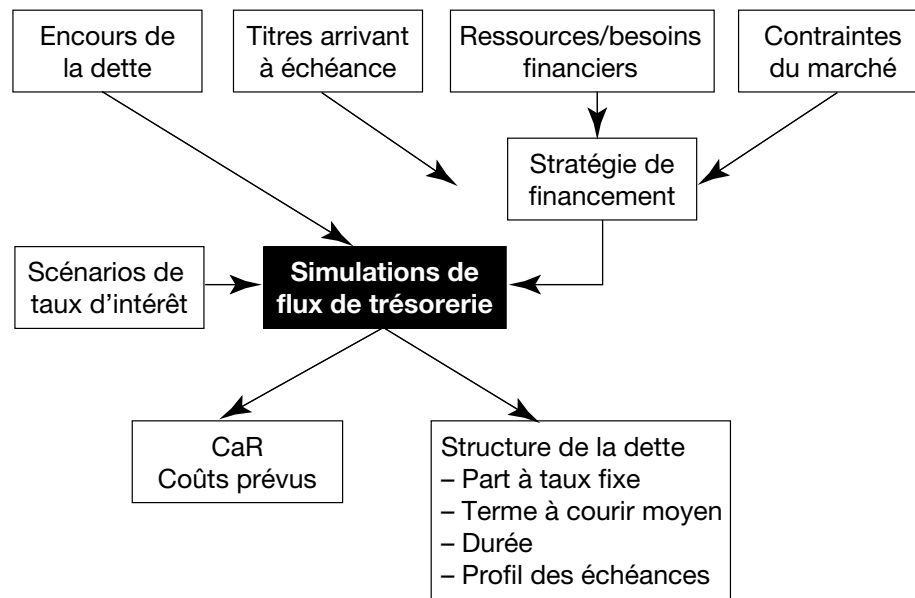 Encours de
la dette
Titres arrivant
à échéance
Ressources/besoins
financiers
Contraintes
du marché
Stratégie de
financement
Scénarios de
taux d'intérêt
Simulations de
flux de trésorerie
CaR
Coûts prévus
Structure de la dette
– Part à taux fixe
– Terme à courir moyen
– Durée
– Profil des échéances